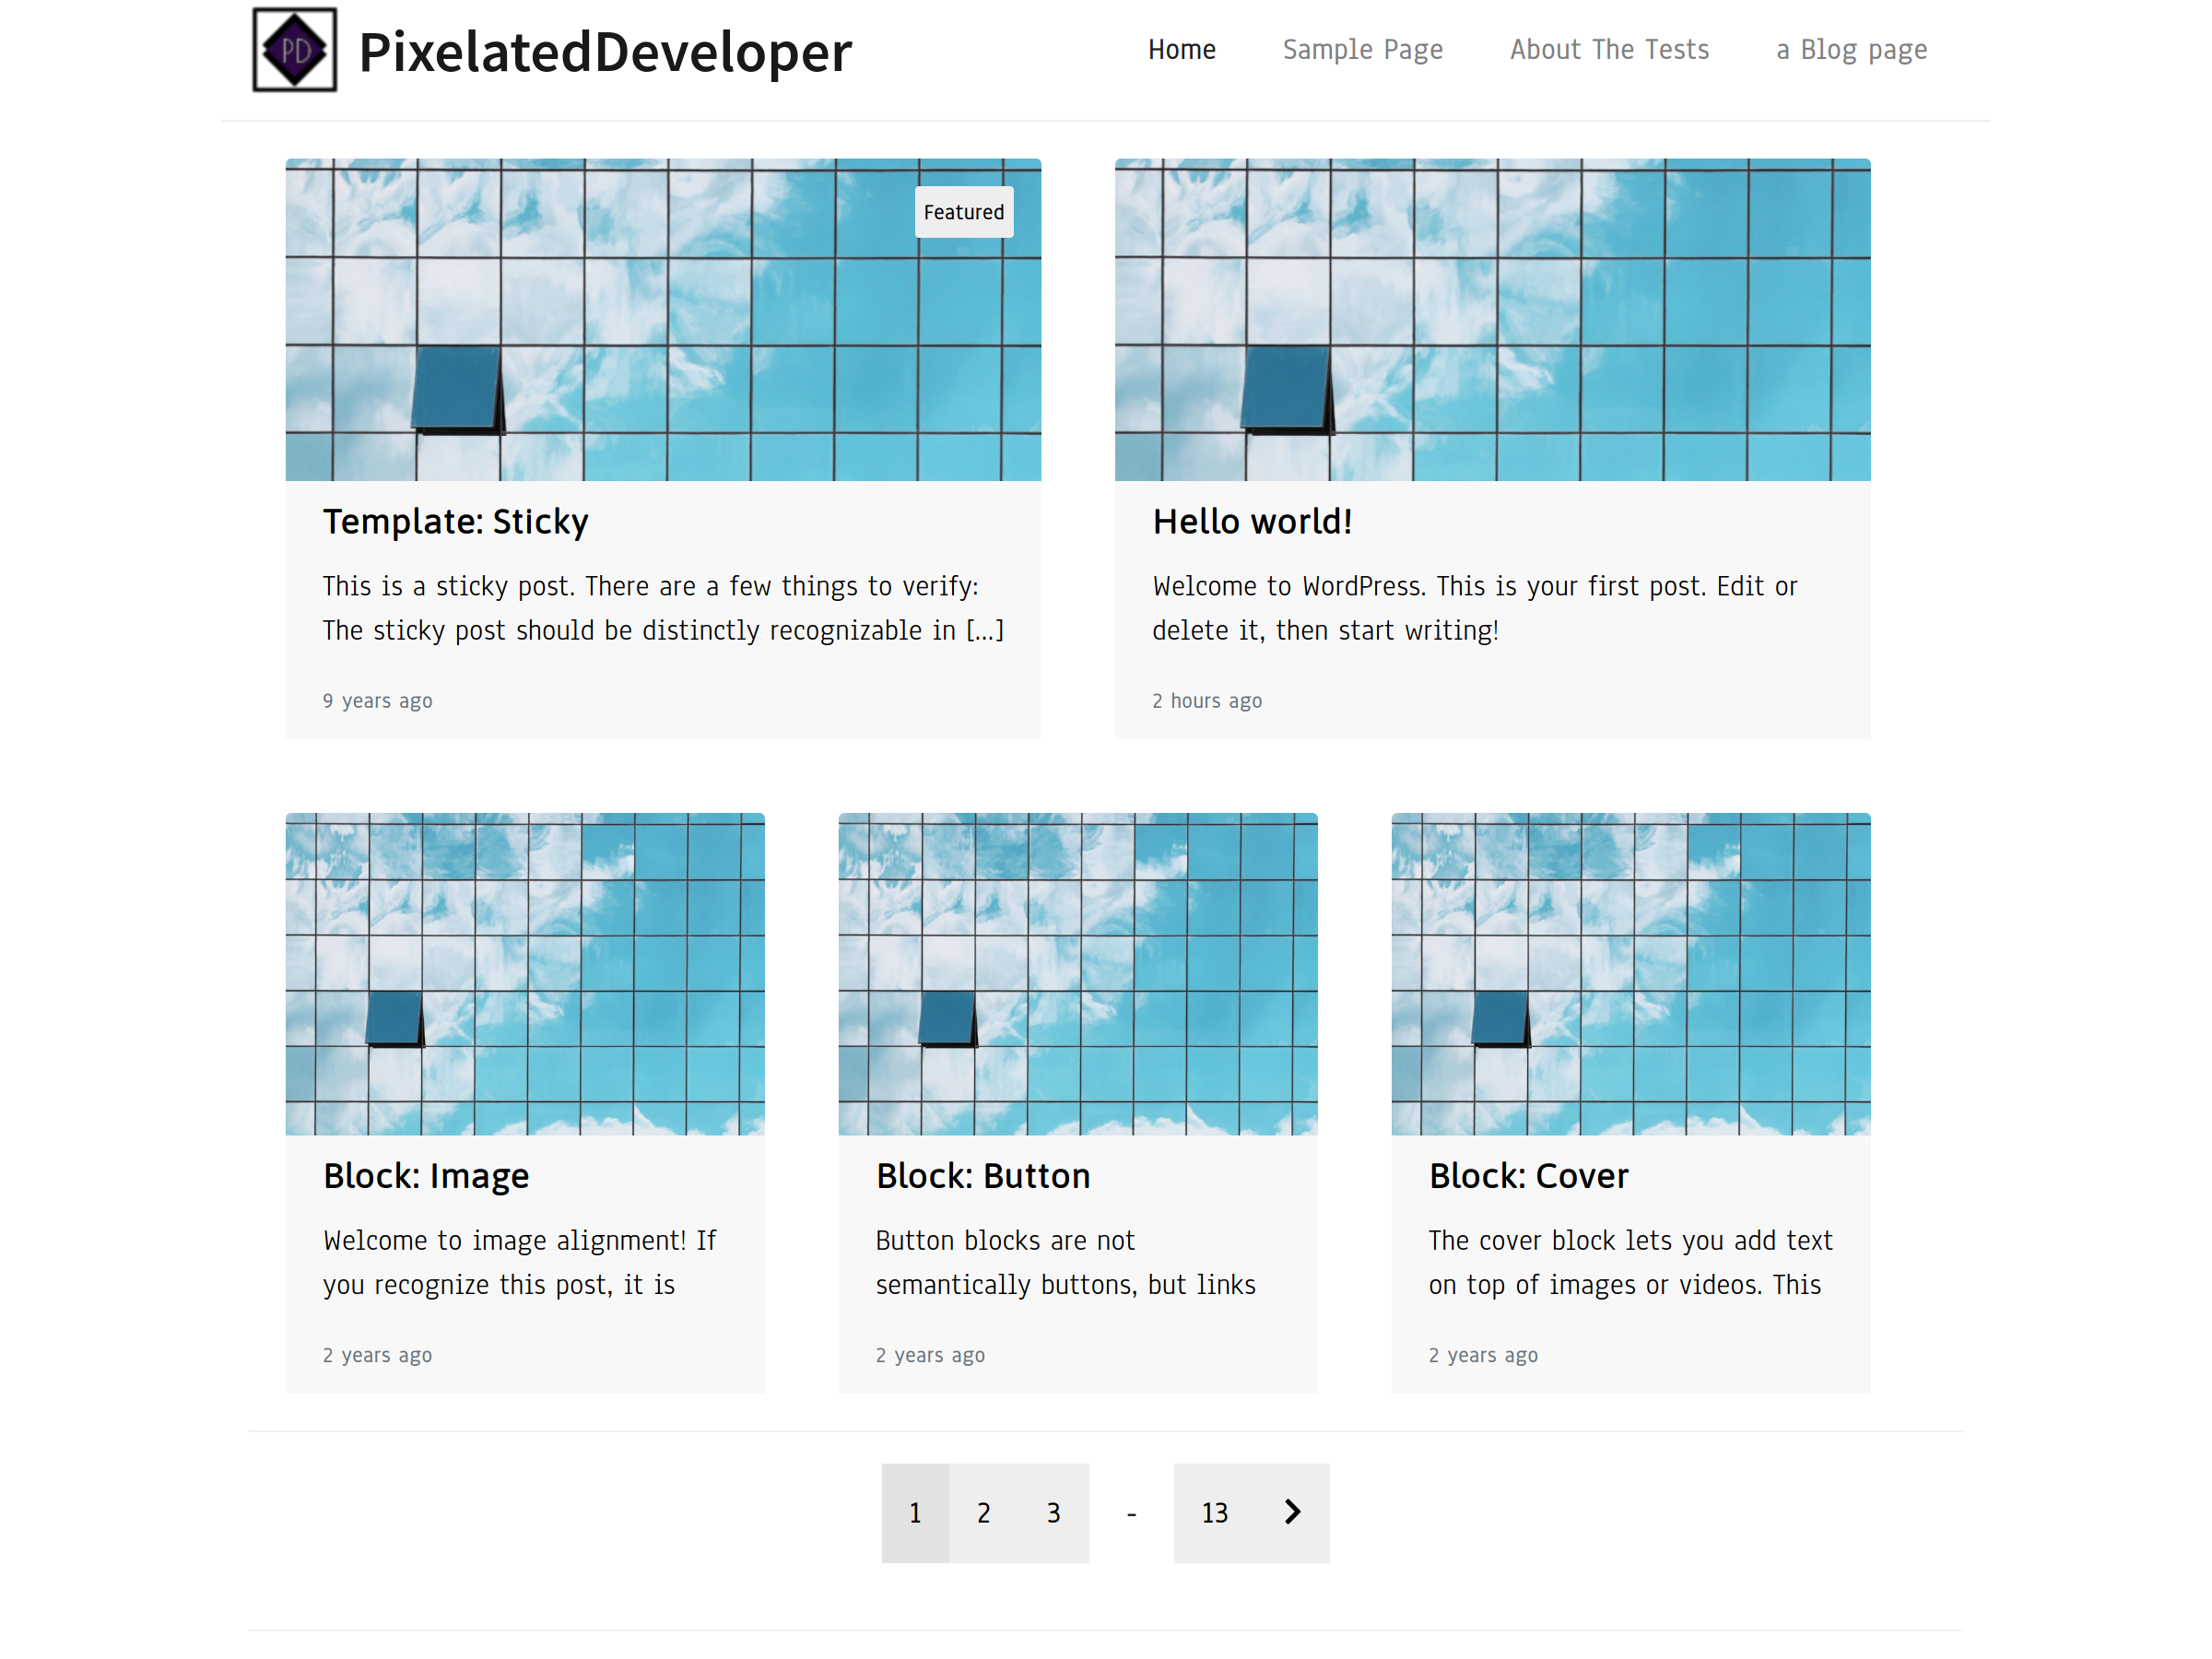 PD
PixelatedDeveloper
Home
Sample Page
About The Tests
a Blog page
Featured
Template: Sticky
This is a sticky post. There are a few things to verify:
The sticky post should be distinctly recognizable in [...]
9 years ago
Hello world!
Welcome to WordPress. This is your first post. Edit or
delete it, then start writing!
2 hours ago
Block: Image
Welcome to image alignment! If
you recognize this post, it is
2 years ago
Block: Button
Button blocks are not
semantically buttons, but links
2 years ago
Block: Cover
The cover block lets you add text
on top of images or videos. This
2 years ago
1 2 3 - 13